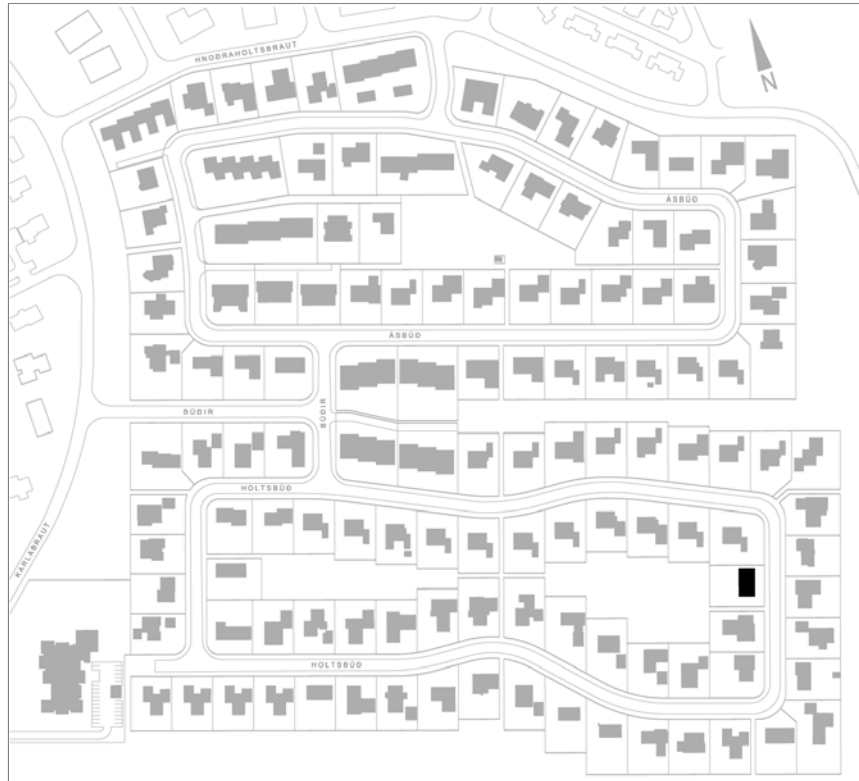 HNOÐRAHOLTSBRAUT
N
ÁSBÚÐ
ÁSBÚÐ
BÚÐIR
BÚÐIR
HOLTSBÚÐ
KARLABRAUT
HOLTSBÚÐ